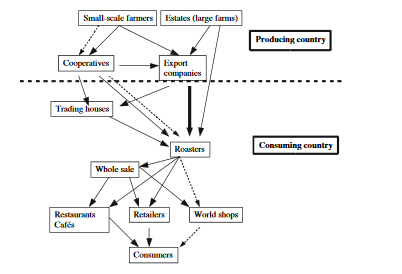 Small-scale farmers
Estates (large farms)
Producing country
Cooperatives
Export
companies
Trading houses
Roasters
Consuming country
Whole sale
Restaurants
Cafés
Retailers
World shops
Consumers